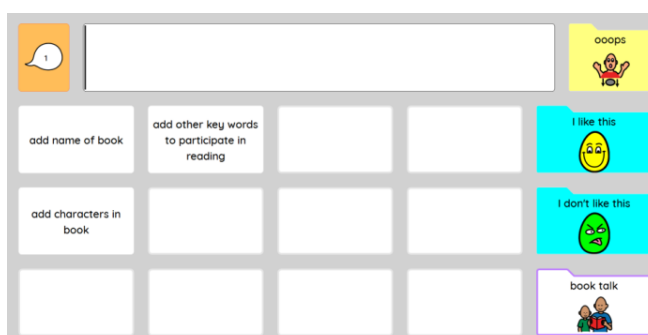 1
ooops
add name of book
add other key words
to participate in
reading
I like this
add characters in
book
I don't like this
book talk